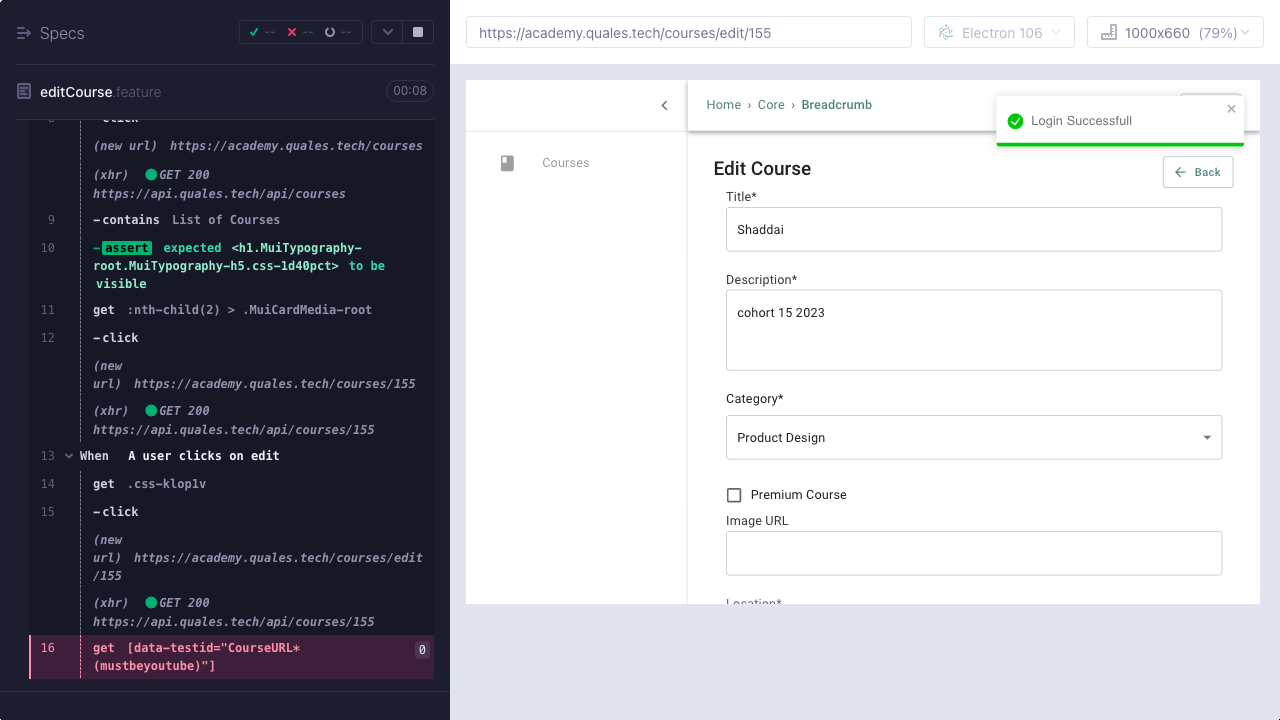 Specs
-- -- --
editCourse.feature
00:08
8 -click
(new url) https://academy.quales.tech/courses
(xhr) GET 200
https://api.quales.tech/api/courses
9 -contains List of Courses
10 -assert expected <h1.MuiTypography-
root.MuiTypography-h5.css-1d40pct> to be
visible
11 get :nth-child(2) > .MuiCardMedia-root
12 -click
(new
url) https://academy.quales.tech/courses/155
(xhr) GET 200
https://api.quales.tech/api/courses/155
13 When A user clicks on edit
14 get .css-klop1v
15 -click
(new
url) https://academy.quales.tech/courses/edit
/155
(xhr) GET 200
https://api.quales.tech/api/courses/155
16 get [data-testid="CourseURL*
(mustbeyoutube)"]
0
https://academy.quales.tech/courses/edit/155
Electron 106
1000x660 (79%)
Home › Core › Breadcrumb
Login Successfull
Courses
Edit Course
Back
Title*
Shaddai
Description*
cohort 15 2023
Category*
Product Design
Premium Course
Image URL
Location*